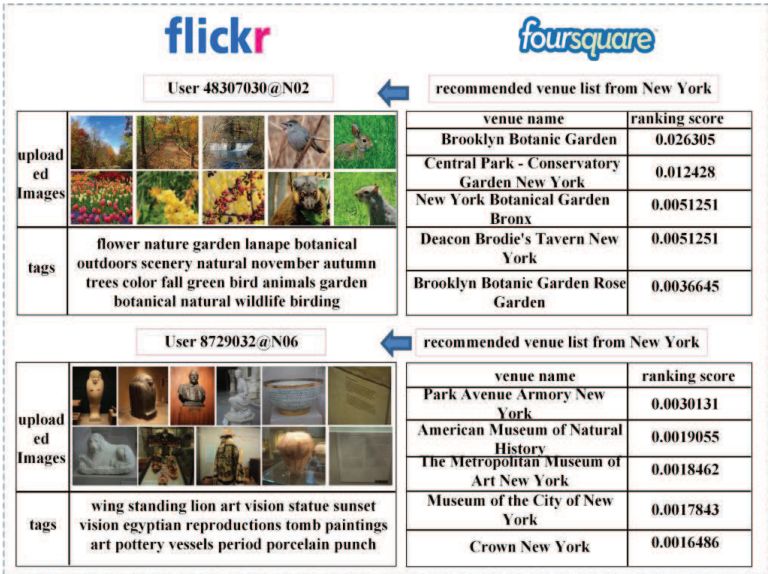 flickr
foursquare
User 48307030@N02
recommended venue list from New York
upload
ed
Images
tags
flower nature garden lanape botanical
outdoors scenery natural november autumn
trees color fall green bird animals garden
botanical natural wildlife birding
venue name ranking score
Brooklyn Botanic Garden 0.026305
Central Park - Conservatory
Garden New York 0.012428
New York Botanical Garden
Bronx 0.0051251
Deacon Brodie's Tavern New
York 0.0051251
Brooklyn Botanic Garden Rose
Garden 0.0036645
User 8729032@N06
recommended venue list from New York
upload
ed
Images
tags
wing standing lion art vision statue sunset
vision egyptian reproductions tomb paintings
art pottery vessels period porcelain punch
venue name ranking score
Park Avenue Armory New
York 0.0030131
American Museum of Natural
History 0.0019055
The Metropolitan Museum of
Art New York 0.0018462
Museum of the City of New
York 0.0017843
Crown New York 0.0016486